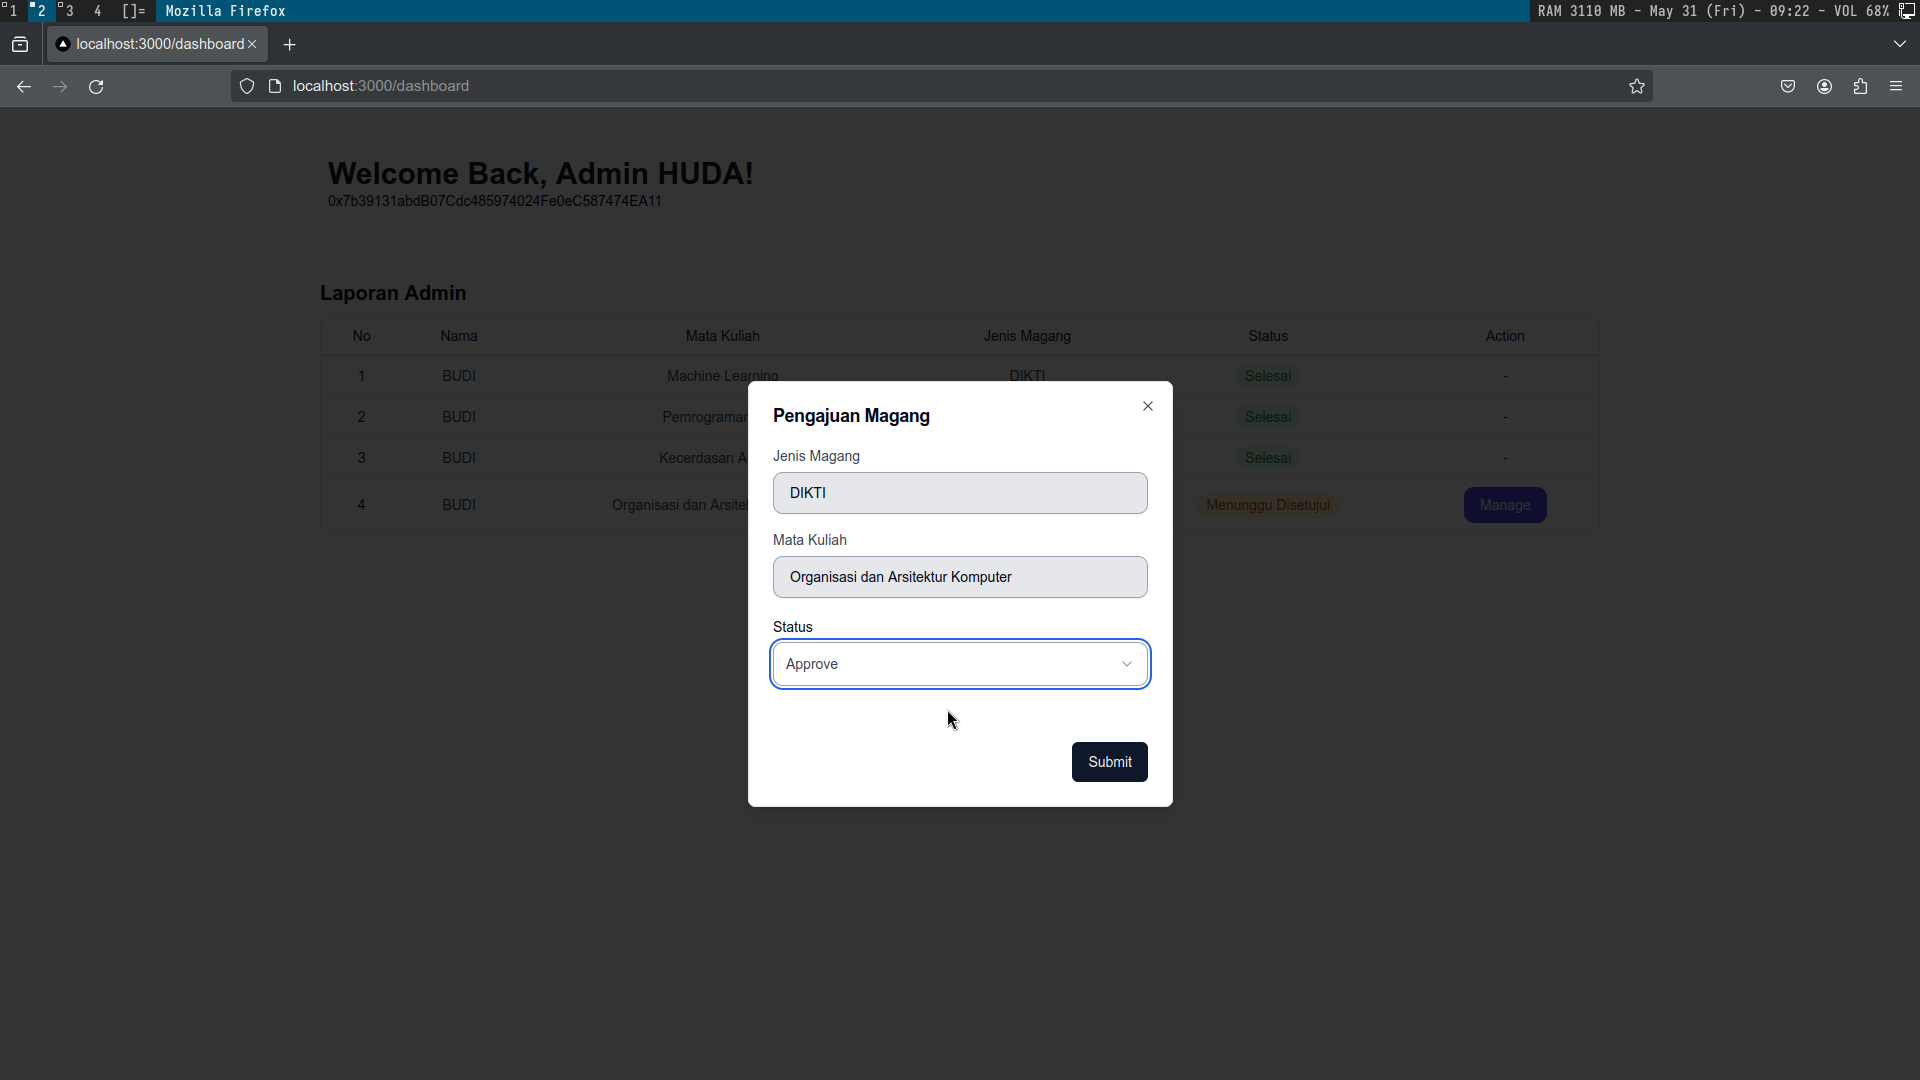 1 2 3 4 []= Mozilla Firefox RAM 3110 MB - May 31 (Fri) - 09:22 - VOL 68%
localhost:3000/dashboard
localhost:3000/dashboard
Welcome Back, Admin HUDA!
0x7b39131abdB07Cdc485974024Fe0eC587474EA11
Laporan Admin
No Nama Mata Kuliah Jenis Magang Status Action
1 BUDI Machine Learning DIKTI Selesai -
2 BUDI Pemrograman Selesai -
3 BUDI Kecerdasan Selesai -
4 BUDI Organisasi dan Menunggu Disetujui Manage
Pengajuan Magang
Jenis Magang
DIKTI
Mata Kuliah
Organisasi dan Arsitektur Komputer
Status
Approve
Submit